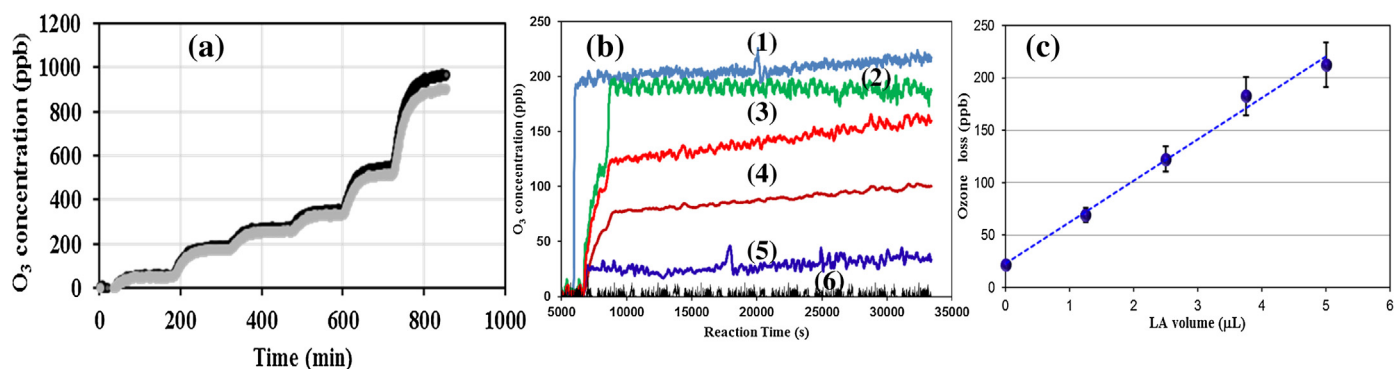 (a)
O3 concentration (ppb)
1200
1000
800
600
400
200
0
0 200 400 600 800 1000
Time (min)
(b)
O3 conceentration (ppb)
250
200
150
100
50
0
(1)
(2)
(3)
(4)
(5)
(6)
5000 10000 15000 20000 25000 30000 35000
Reaction Time (s)
(c)
Ozone loss (ppb)
250
200
150
100
50
0
0 1 2 3 4 5 6
LA volume (μL)